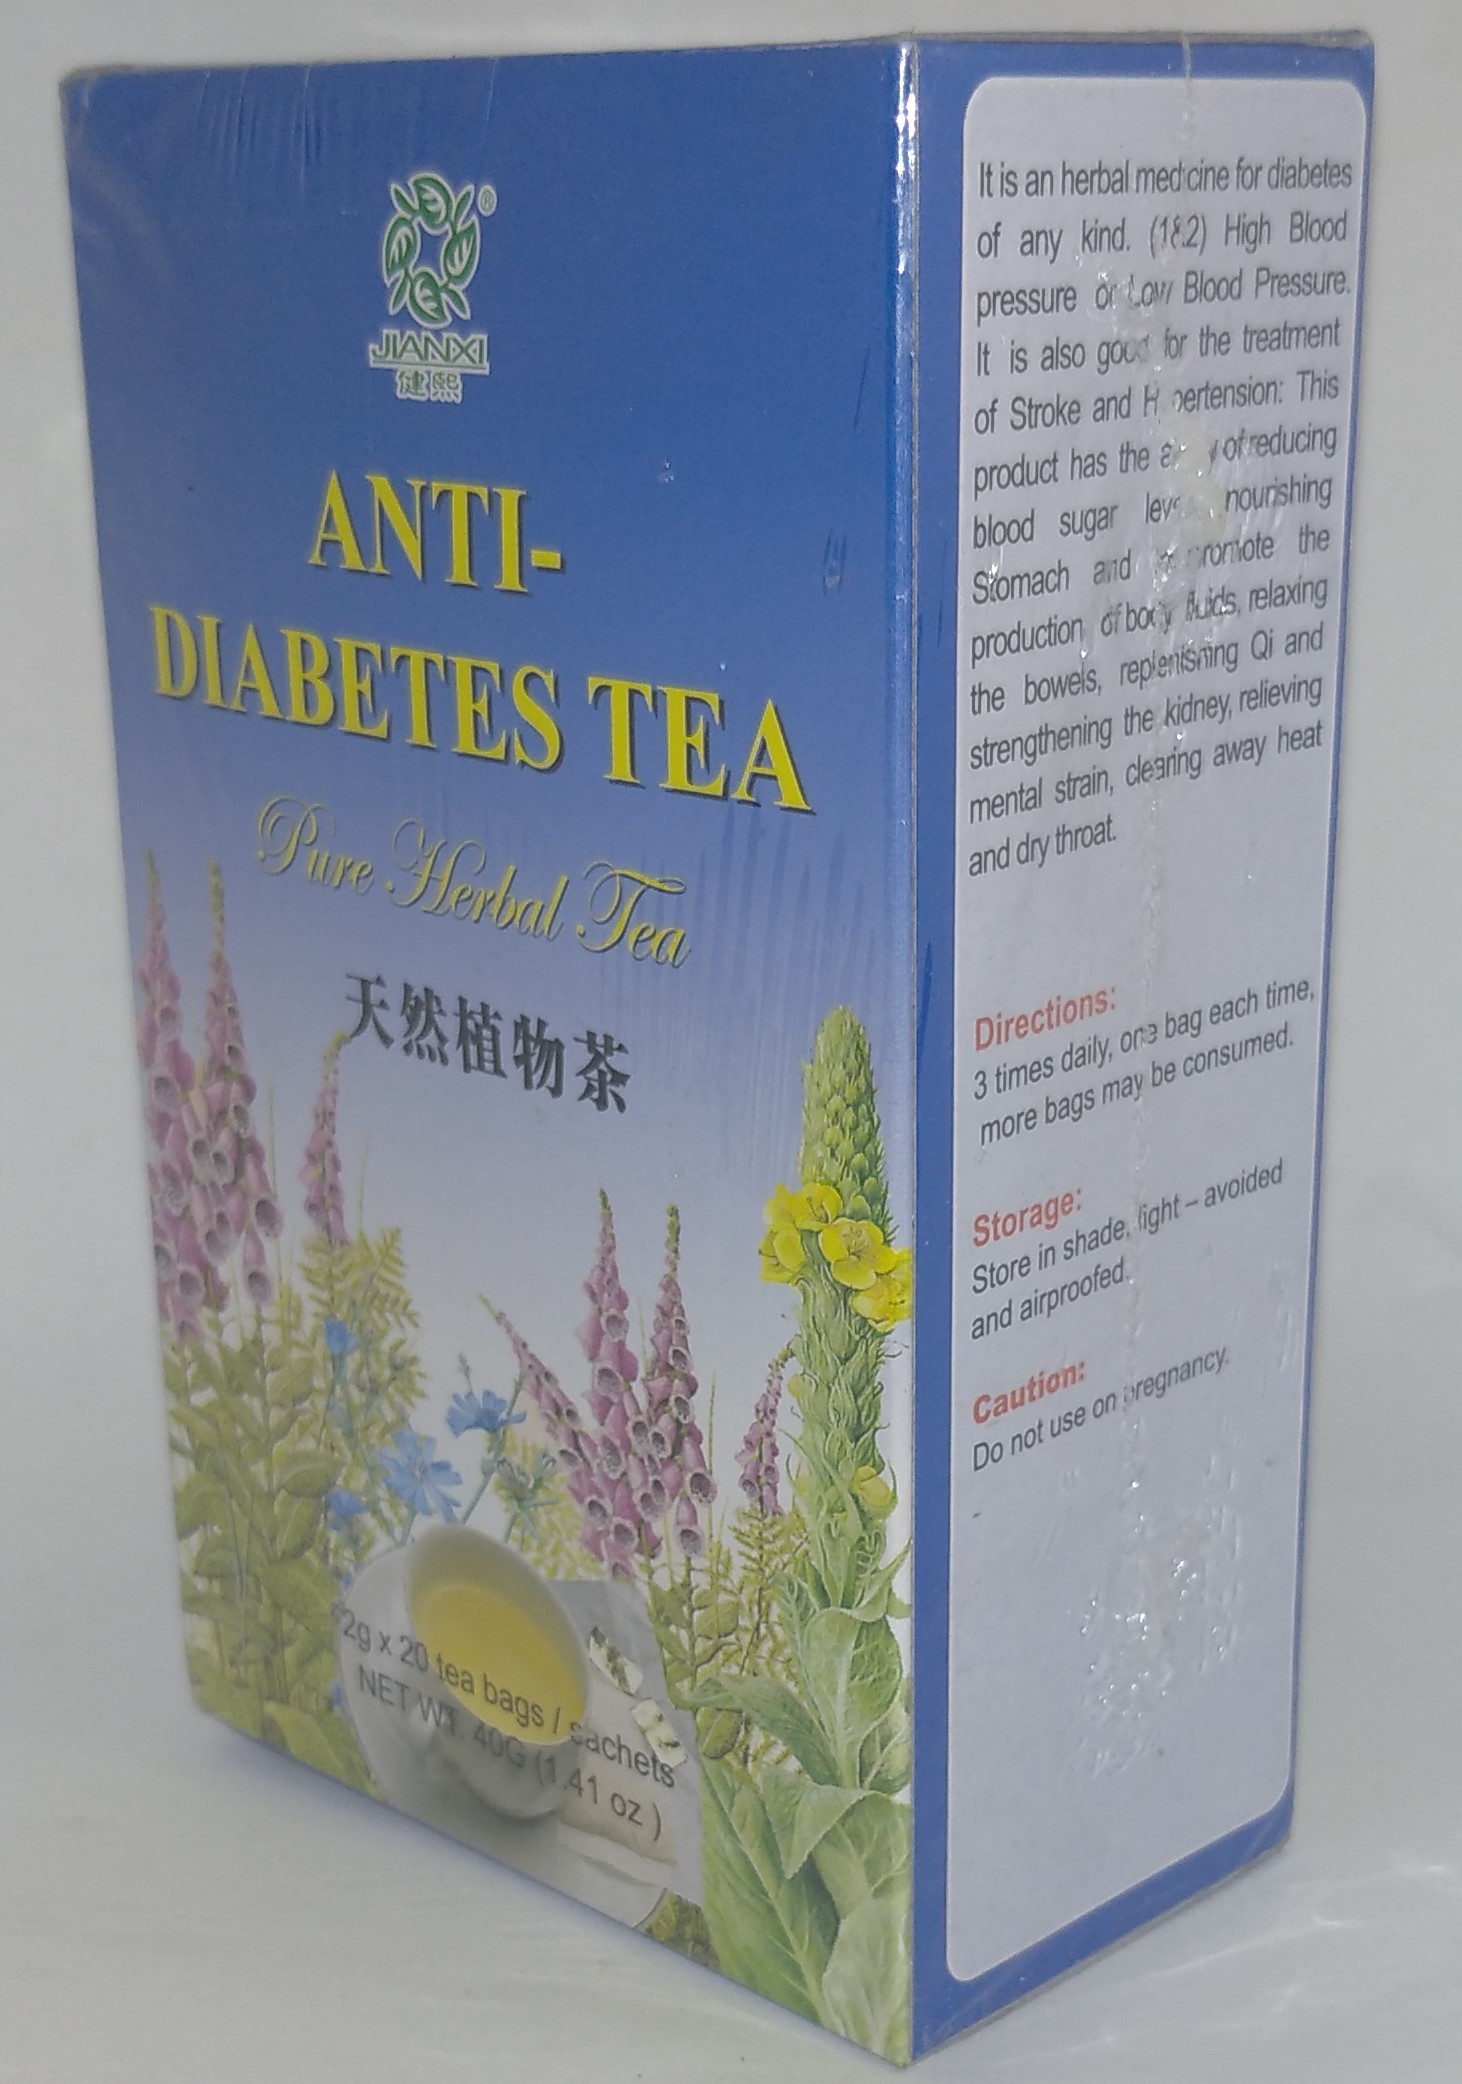 ®
JIANXI
健熙
ANTI-
DIABETES TEA
Pure Herbal Tea
天然植物茶
2g x 20 tea bags / sachets
NET WT. 40G (1.41 oz )
It is an herbal medicine for diabetes
of any kind. (1&2) High Blood
pressure or Low Blood Pressure.
It is also good for the treatment
of Stroke and Hypertension: This
product has the of reducing
blood sugar level nourishing
Stomach and promote the
production of body fluids, relaxing
the bowels, replenishing Qi and
strengthening the kidney, relieving
mental strain, clearing away heat
and dry throat.
Directions:
3 times daily, one bag each time,
more bags may be consumed.
Storage:
Store in shade, light – avoided
and airproofed.
Caution:
Do not use on pregnancy.